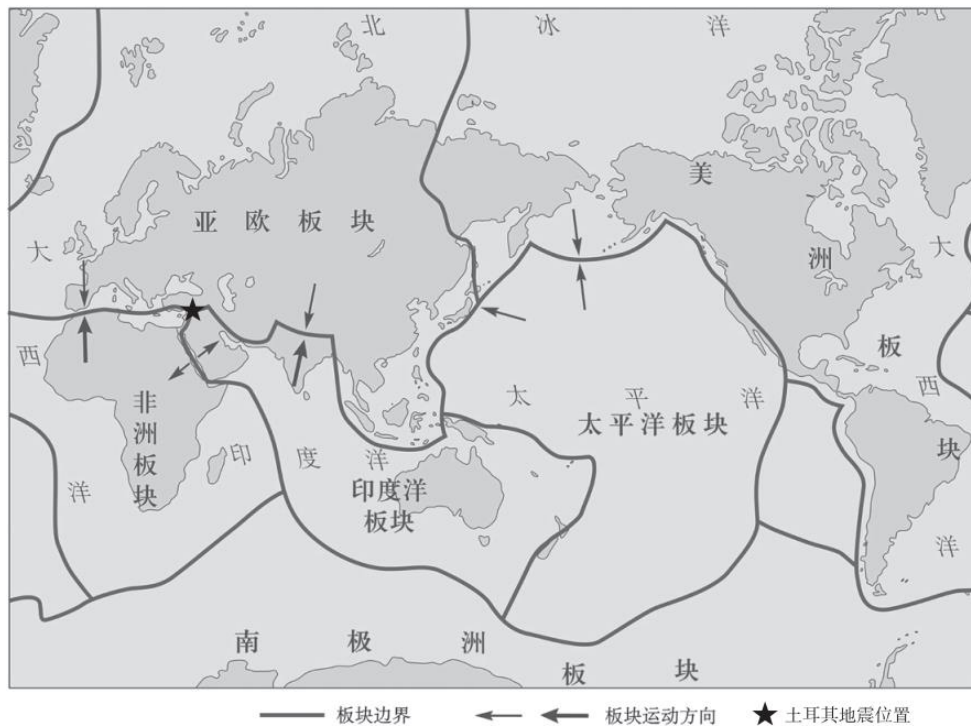 北冰洋
亚欧板块
美洲板块
大西洋
大西洋
非洲板块
印度洋
太平洋
太平洋板块
印度洋
板块
南极洲板块
板块边界
板块运动方向
土耳其地震位置